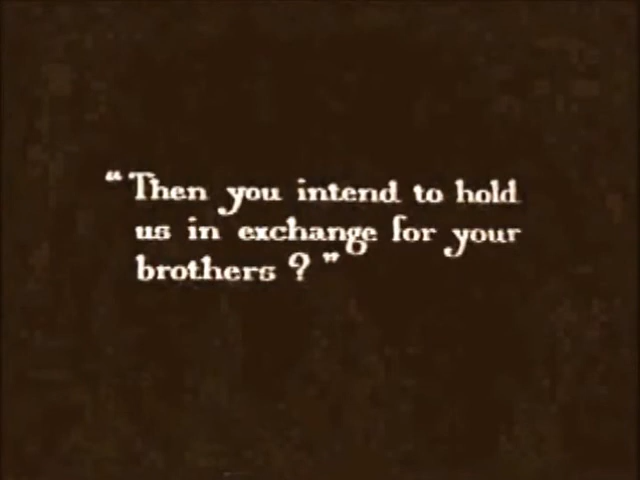 “Then you intend to hold
us in exchange for your
brothers?”